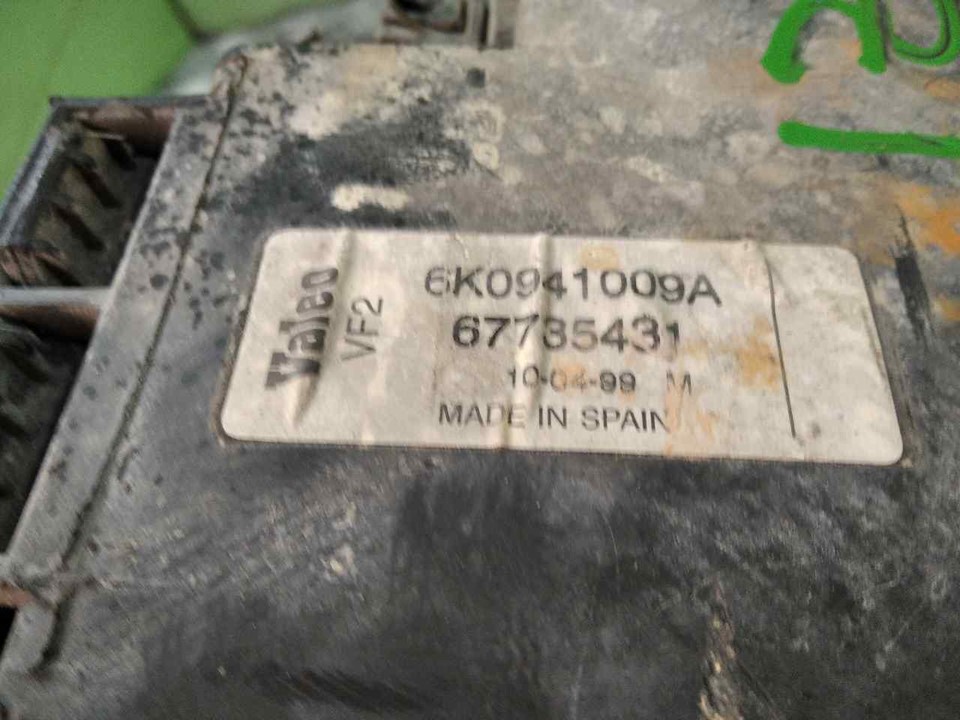 Valeo
VF2
6K0941009A
67735431
10-04-99 M
MADE IN SPAIN